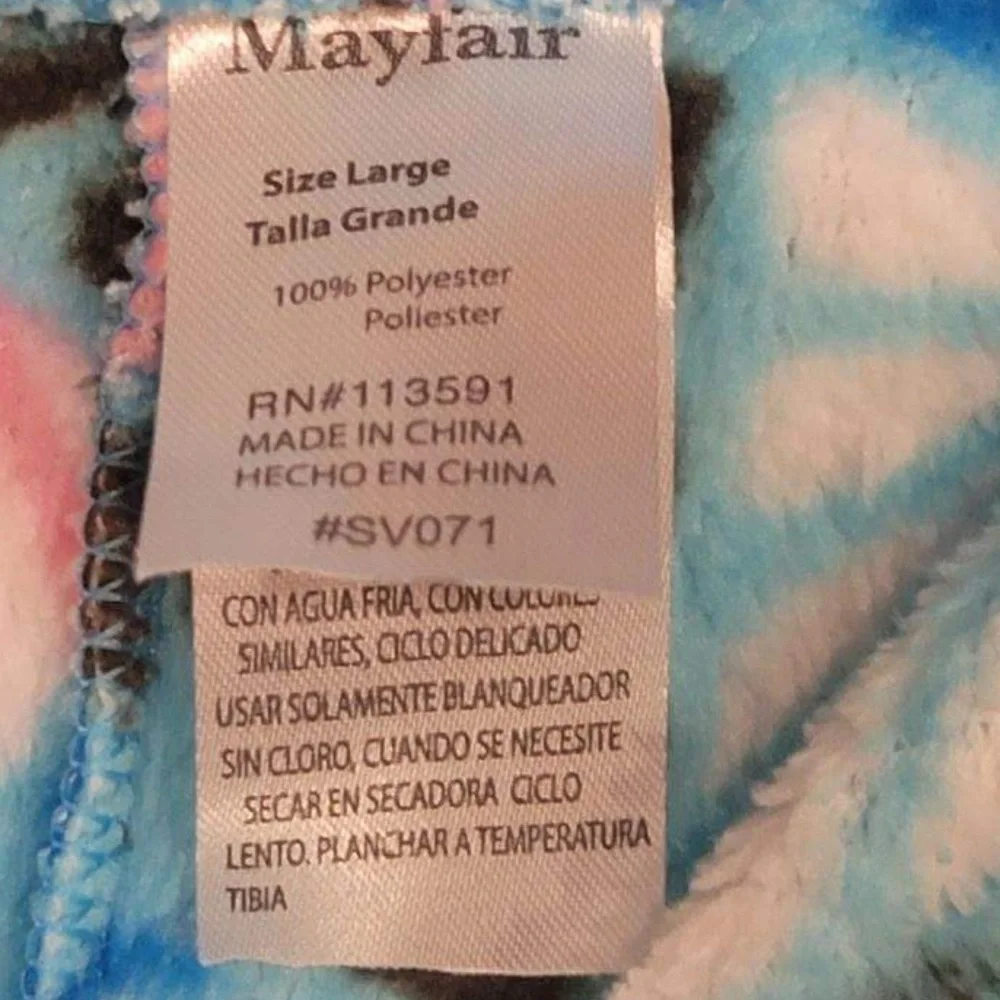 Mayfair
Size Large
Talla Grande
100% Polyester
Poliester
RN#113591
MADE IN CHINA
HECHO EN CHINA
#SV071
CON AGUA FRIA, CON COLORES
SIMILARES, CICLO DELICADO
USAR SOLAMENTE BLANQUEADOR
SIN CLORO, CUANDO SE NECESITE
SECAR EN SECADORA CICLO
LENTO. PLANCHAR A TEMPERATURA
TIBIA